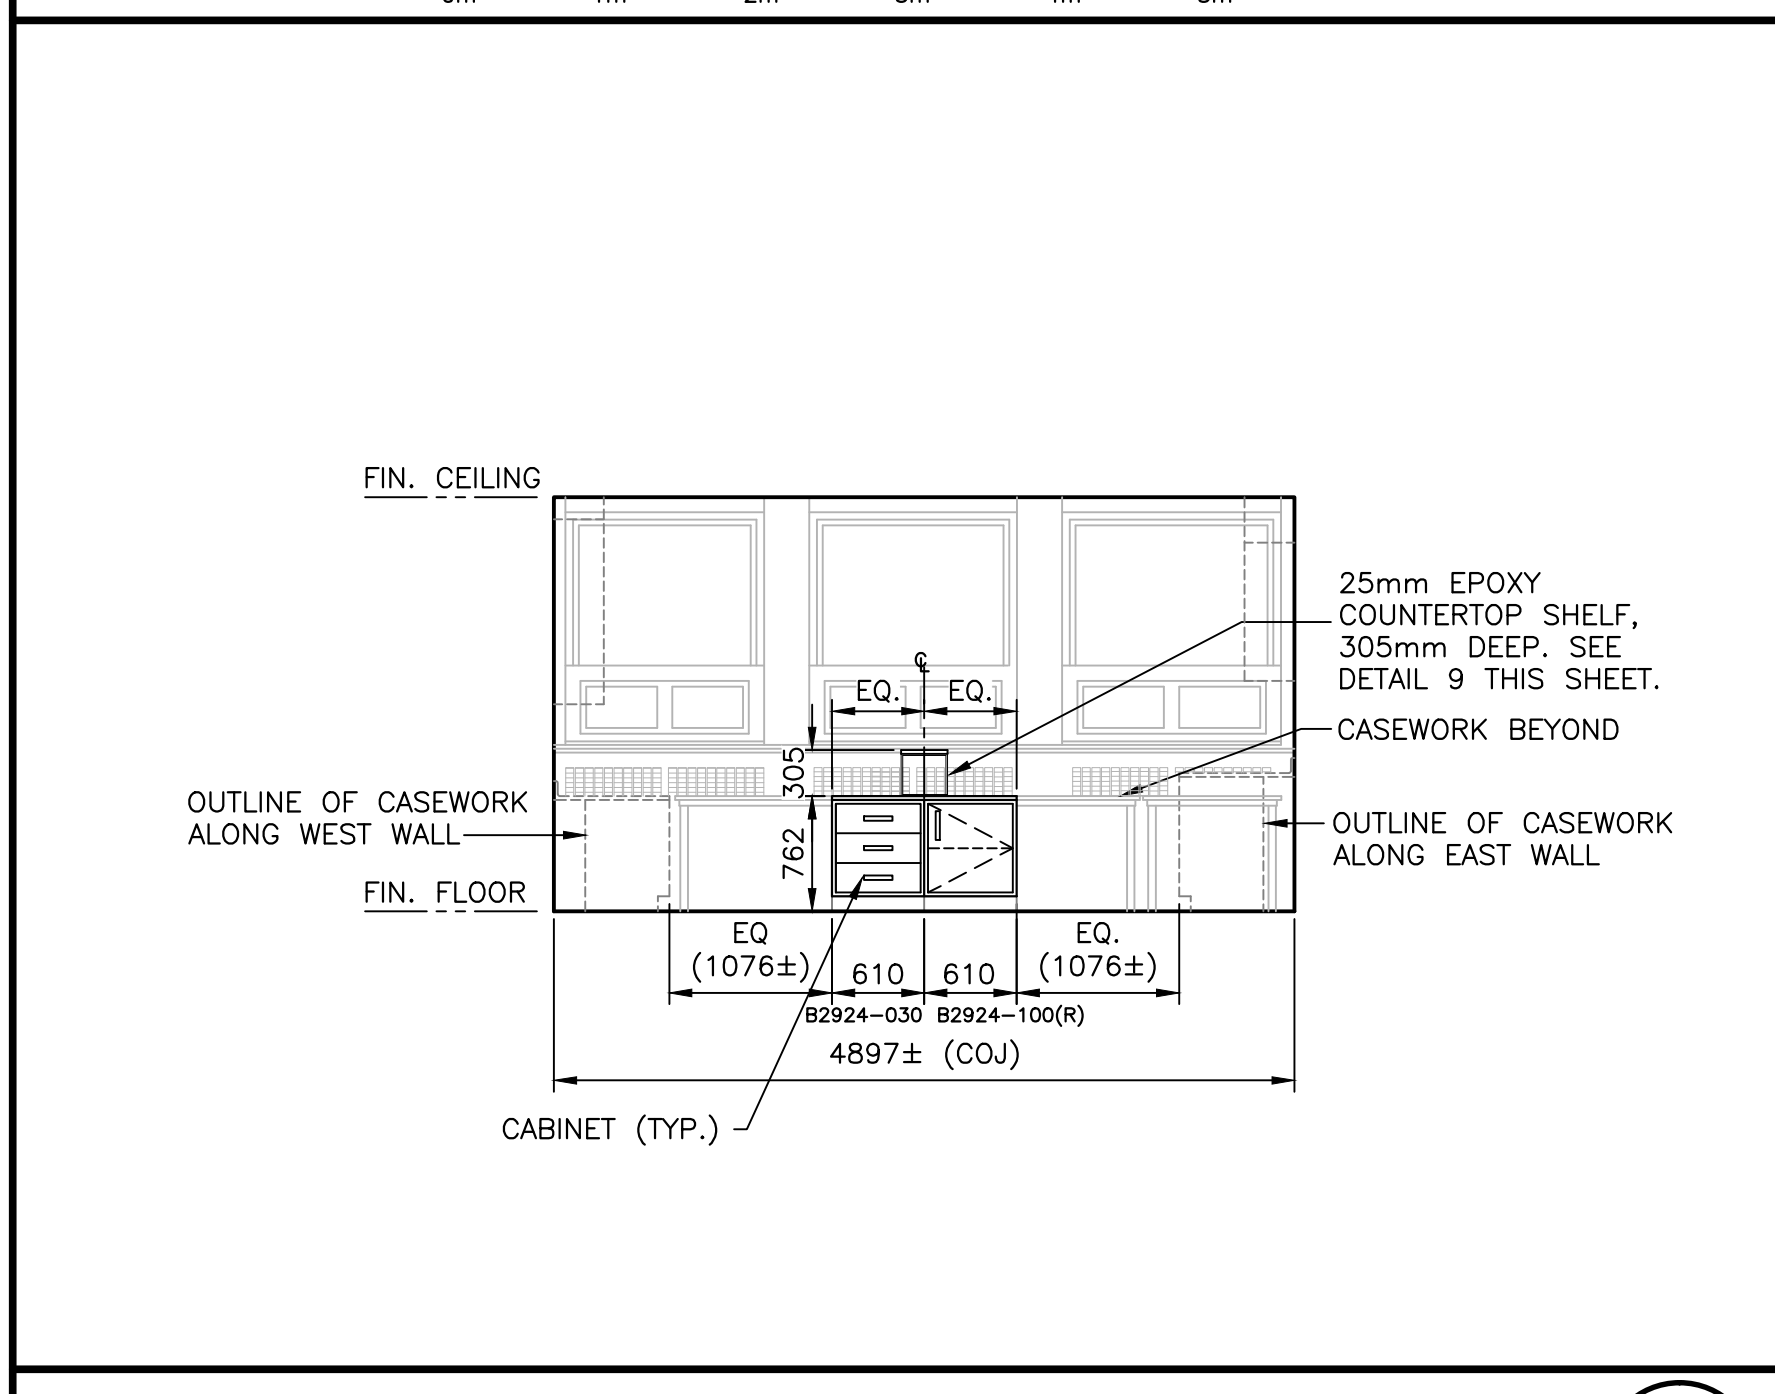 FIN. CEILING
25mm EPOXY
COUNTERTOP SHELF,
305mm DEEP. SEE
DETAIL 9 THIS SHEET.
℄
EQ. EQ.
CASEWORK BEYOND
305
OUTLINE OF CASEWORK
ALONG WEST WALL
762
OUTLINE OF CASEWORK
ALONG EAST WALL
FIN. FLOOR
EQ
(1076±)
610
610
EQ.
(1076±)
B2924-030 B2924-100(R)
4897± (COJ)
CABINET (TYP.)